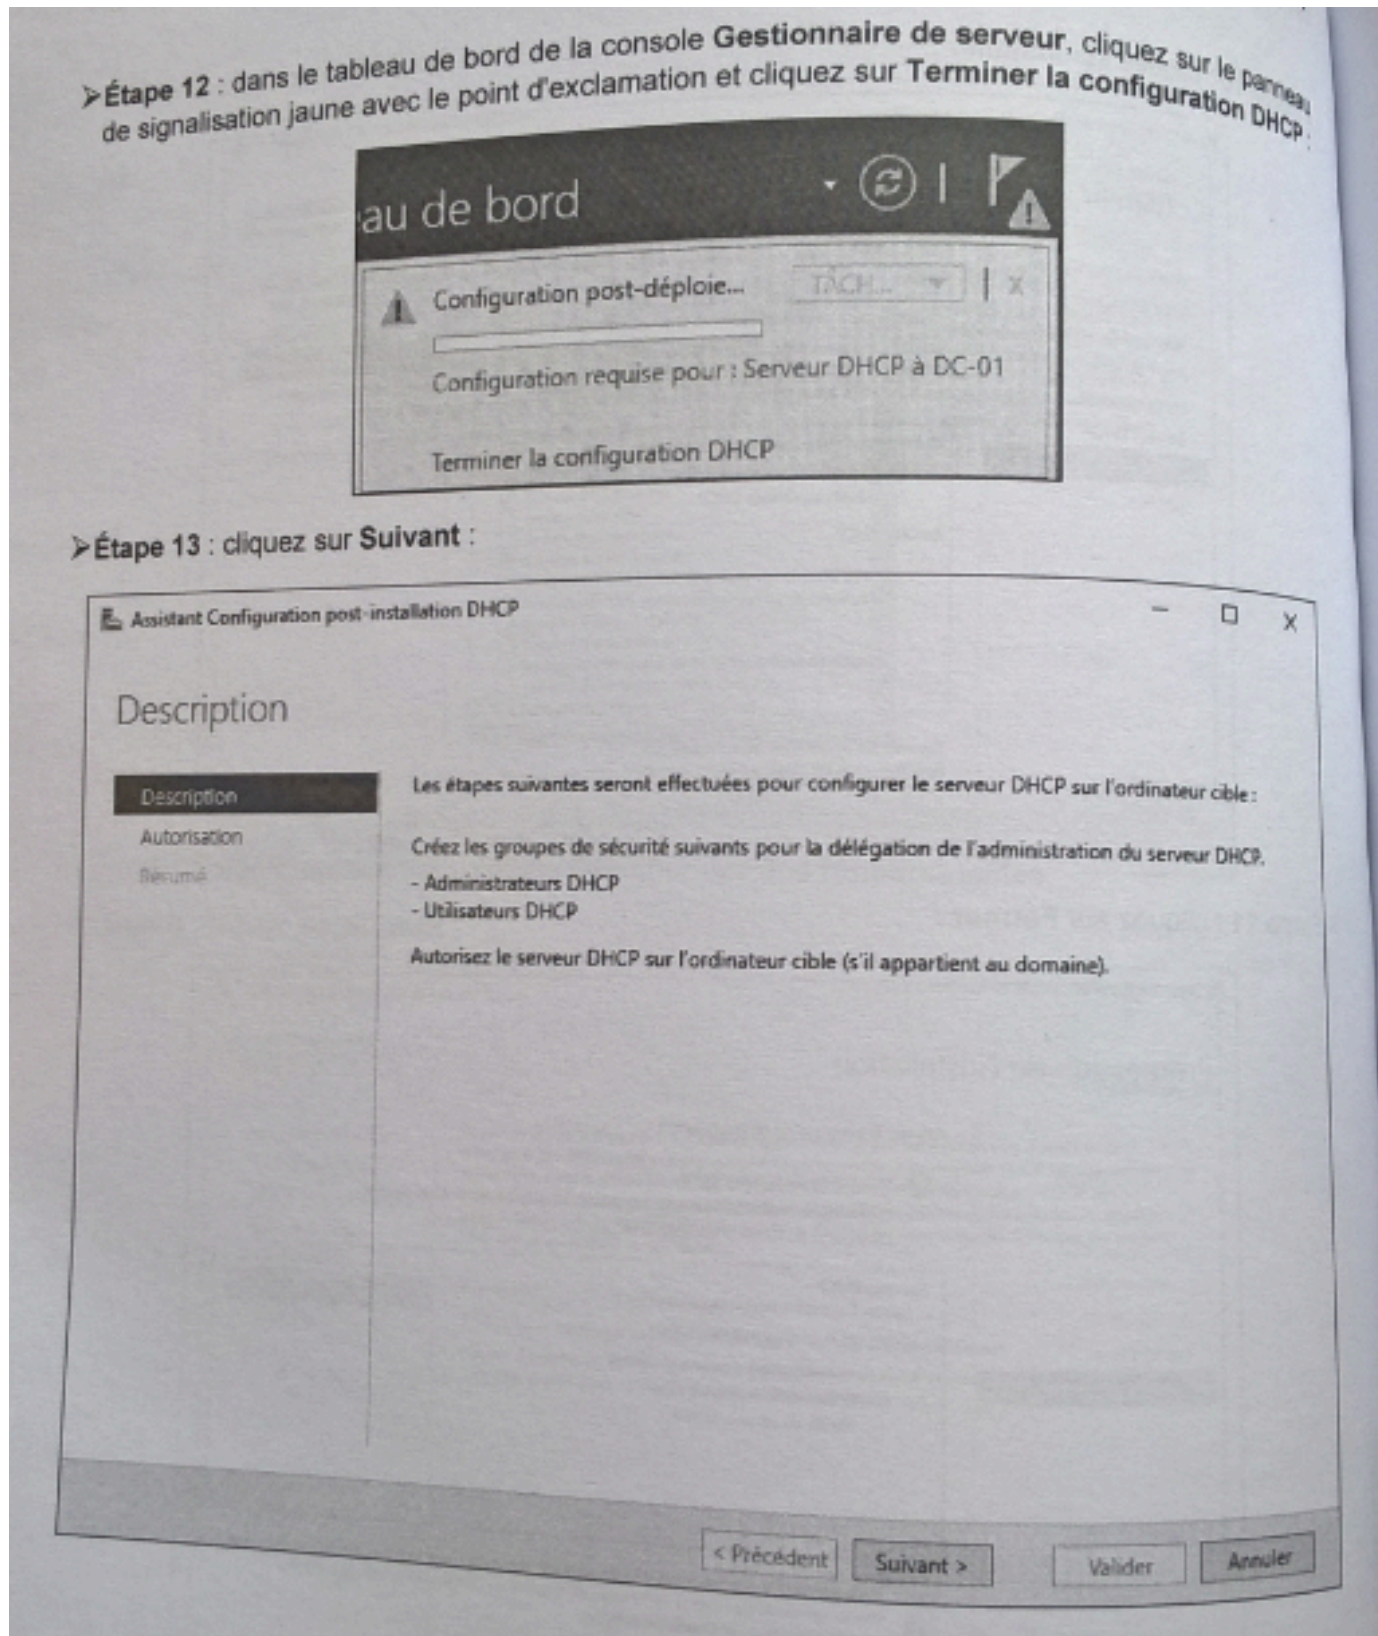 ➢Étape 12 : dans le tableau de bord de la console Gestionnaire de serveur, cliquez sur le panneau
de signalisation jaune avec le point d'exclamation et cliquez sur Terminer la configuration DHCP :
au de bord
Configuration post-déploie... TÂCH... X
Configuration requise pour : Serveur DHCP à DC-01
Terminer la configuration DHCP
➢Étape 13 : cliquez sur Suivant :
Assistant Configuration post-installation DHCP
Description
Description
Autorisation
Résumé
Les étapes suivantes seront effectuées pour configurer le serveur DHCP sur l'ordinateur cible :
Créez les groupes de sécurité suivants pour la délégation de l'administration du serveur DHCP.
- Administrateurs DHCP
- Utilisateurs DHCP
Autorisez le serveur DHCP sur l'ordinateur cible (s'il appartient au domaine).
< Précédent Suivant > Valider Annuler